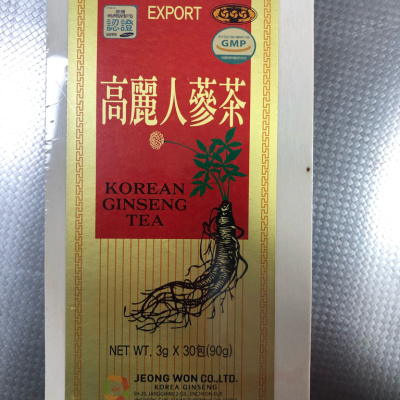 EXPORT
GMP
高麗人蔘茶
KOREAN
GINSENG
TEA
NET WT. 3g X 30包(90g)
JEONG WON CO.,LTD.
KOREA GINSENG